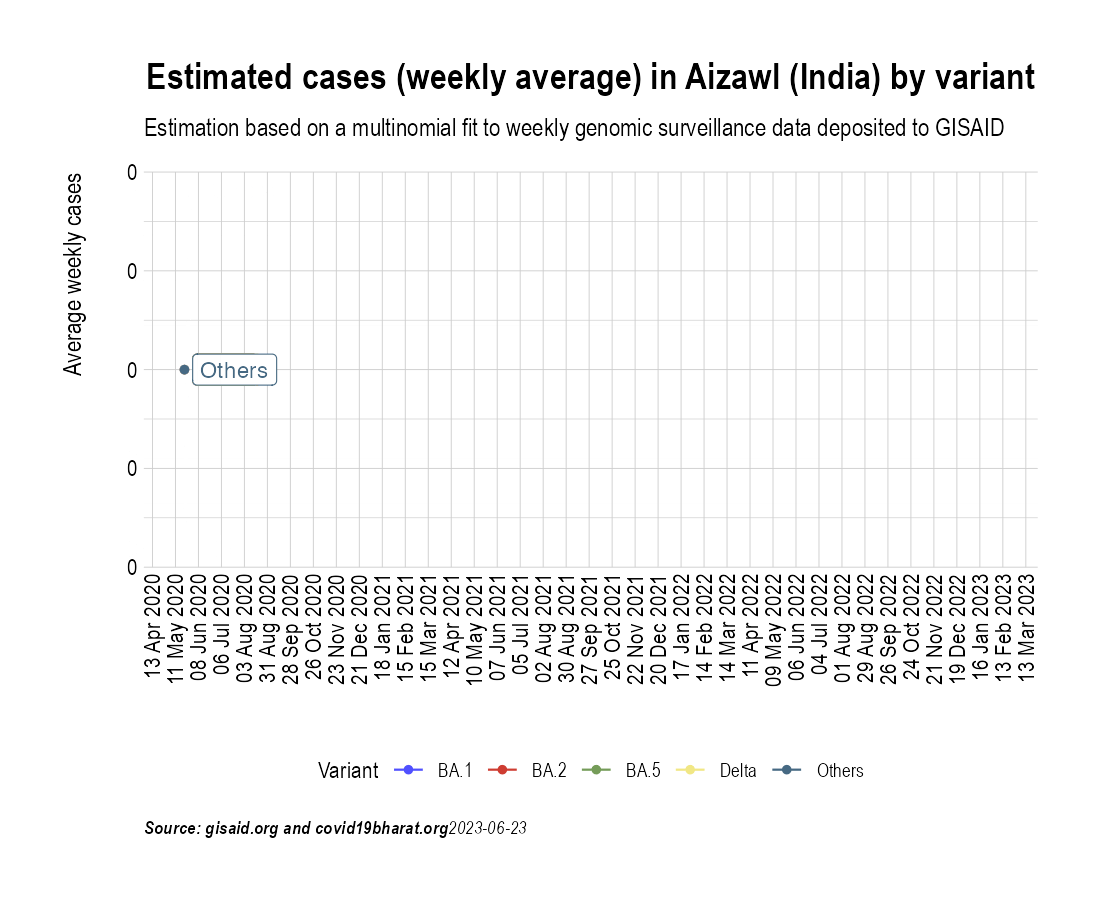 Estimated cases (weekly average) in Aizawl (India) by variant
Estimation based on a multinomial fit to weekly genomic surveillance data deposited to GISAID
Average weekly cases
0
0
0
0
0
Others
13 Apr 2020
11 May 2020
08 Jun 2020
06 Jul 2020
03 Aug 2020
31 Aug 2020
28 Sep 2020
26 Oct 2020
23 Nov 2020
21 Dec 2020
18 Jan 2021
15 Feb 2021
15 Mar 2021
12 Apr 2021
10 May 2021
07 Jun 2021
05 Jul 2021
02 Aug 2021
30 Aug 2021
27 Sep 2021
25 Oct 2021
22 Nov 2021
20 Dec 2021
17 Jan 2022
14 Feb 2022
14 Mar 2022
11 Apr 2022
09 May 2022
06 Jun 2022
04 Jul 2022
01 Aug 2022
29 Aug 2022
26 Sep 2022
24 Oct 2022
21 Nov 2022
19 Dec 2022
16 Jan 2023
13 Feb 2023
13 Mar 2023
Variant BA.1 BA.2 BA.5 Delta Others
Source: gisaid.org and covid19bharat.org2023-06-23